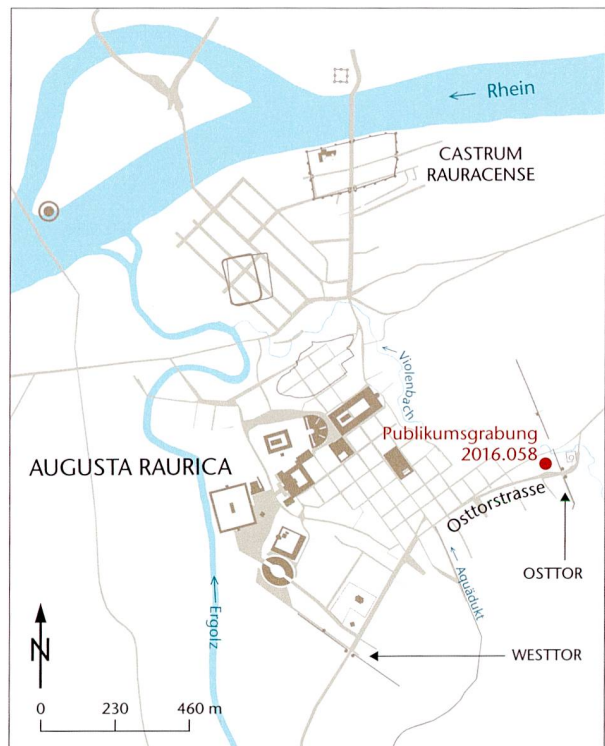 Rhein
CASTRUM
RAURACENSE
Violenbach
Publikumsgrabung
2016.058
AUGUSTA RAURICA
Osttorstrasse
OSTTOR
Aquädukt
Ergolz
WESTTOR
N
0 230 460 m